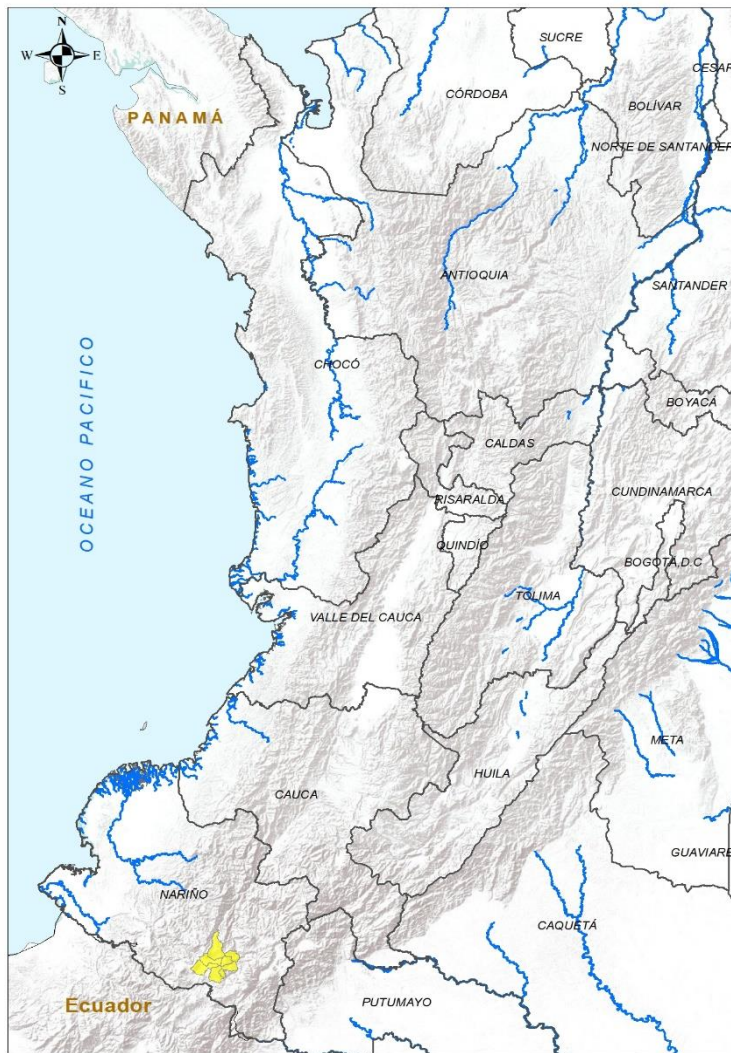 N
W E
S
SUCRE
CESAR
CÓRDOBA
BOLÍVAR
PANAMÁ
NORTE DE SANTANDER
ANTIOQUIA
SANTANDER
OCEANO PACIFICO
CHOCÓ
BOYACÁ
CALDAS
CUNDINAMARCA
RISARALDA
QUINDÍO
BOGOTÁ,D.C
TOLIMA
VALLE DEL CAUCA
META
HUILA
CAUCA
GUAVIARE
NARIÑO
CAQUETÁ
PUTUMAYO
Ecuador